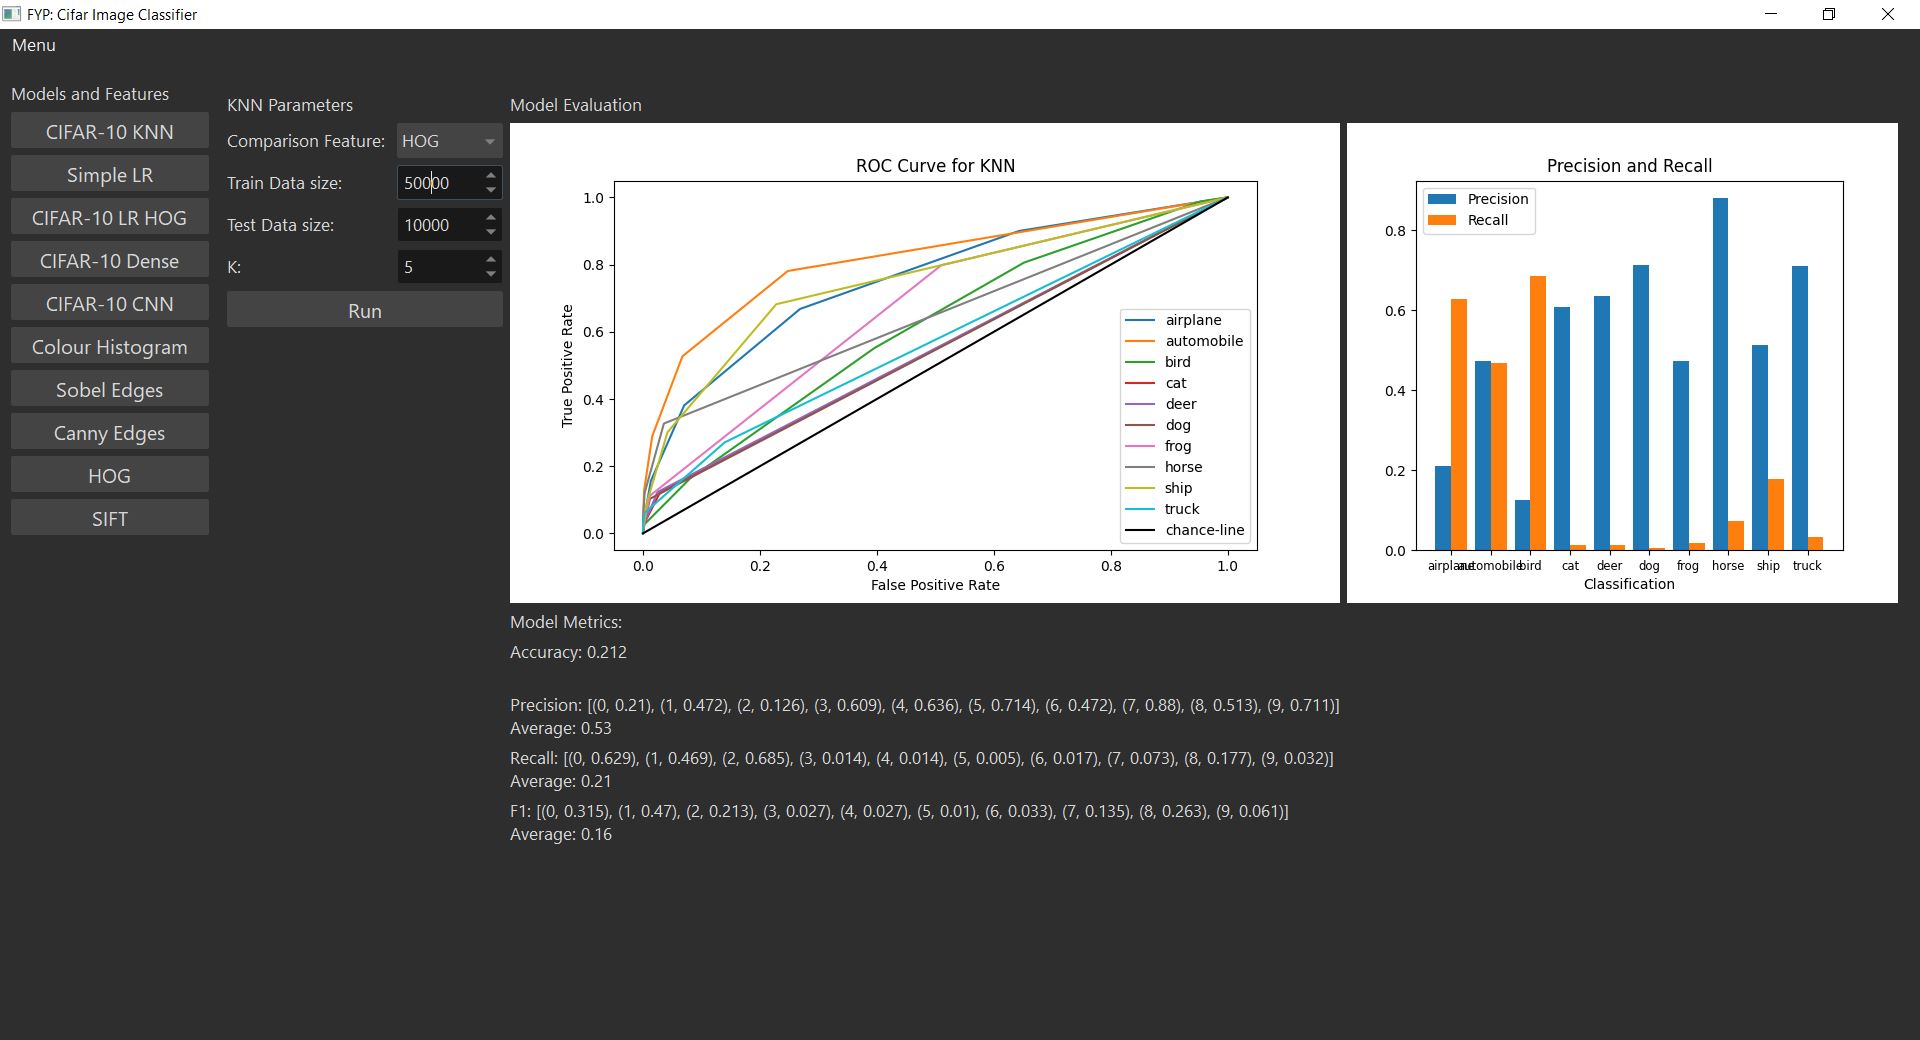 FYP: Cifar Image Classifier
Menu
Models and Features
CIFAR-10 KNN
Simple LR
CIFAR-10 LR HOG
CIFAR-10 Dense
CIFAR-10 CNN
Colour Histogram
Sobel Edges
Canny Edges
HOG
SIFT
KNN Parameters
Comparison Feature: HOG
Train Data size: 50000
Test Data size: 10000
K: 5
Run
Model Evaluation
ROC Curve for KNN
True Positive Rate
1.0
0.8
0.6
0.4
0.2
0.0
airplane
automobile
bird
cat
deer
dog
frog
horse
ship
truck
chance-line
0.0 0.2 0.4 0.6 0.8 1.0
False Positive Rate
Precision and Recall
Precision
Recall
0.8
0.6
0.4
0.2
0.0
airplane automobile bird cat deer dog frog horse ship truck
Classification
Model Metrics:
Accuracy: 0.212
Precision: [(0, 0.21), (1, 0.472), (2, 0.126), (3, 0.609), (4, 0.636), (5, 0.714), (6, 0.472), (7, 0.88), (8, 0.513), (9, 0.711)]
Average: 0.53
Recall: [(0, 0.629), (1, 0.469), (2, 0.685), (3, 0.014), (4, 0.014), (5, 0.005), (6, 0.017), (7, 0.073), (8, 0.177), (9, 0.032)]
Average: 0.21
F1: [(0, 0.315), (1, 0.47), (2, 0.213), (3, 0.027), (4, 0.027), (5, 0.01), (6, 0.033), (7, 0.135), (8, 0.263), (9, 0.061)]
Average: 0.16